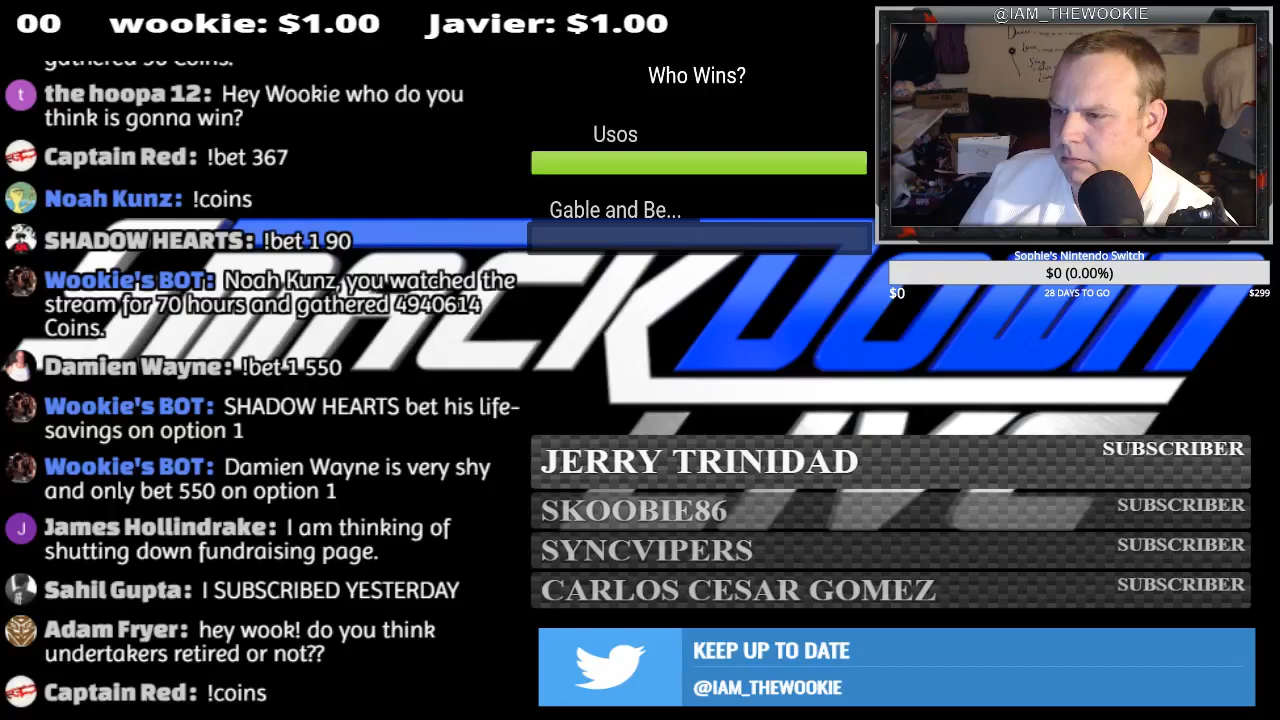 00 wookie: $1.00 Javier: $1.00
the hoopa 12: Hey Wookie who do you
think is gonna win?
Captain Red: !bet 367
Noah Kunz: !coins
SHADOW HEARTS: !bet 1 90
Wookie's BOT: Noah Kunz, you watched the
stream for 70 hours and gathered 4940614
Coins.
Damien Wayne: !bet 1 550
Wookie's BOT: SHADOW HEARTS bet his life-
savings on option 1
Wookie's BOT: Damien Wayne is very shy
and only bet 550 on option 1
James Hollindrake: I am thinking of
shutting down fundraising page.
Sahil Gupta: I SUBSCRIBED YESTERDAY
Adam Fryer: hey wook! do you think
undertakers retired or not??
Captain Red: !coins
Who Wins?
Usos
Gable and Be...
@IAM_THEWOOKIE
Sophie's Nintendo Switch
$0 (0.00%)
$0 28 DAYS TO GO $299
SMACKDOWN
LIVE
JERRY TRINIDAD SUBSCRIBER
SKOOBIE86 SUBSCRIBER
SYNCVIPERS SUBSCRIBER
CARLOS CESAR GOMEZ SUBSCRIBER
KEEP UP TO DATE
@IAM_THEWOOKIE